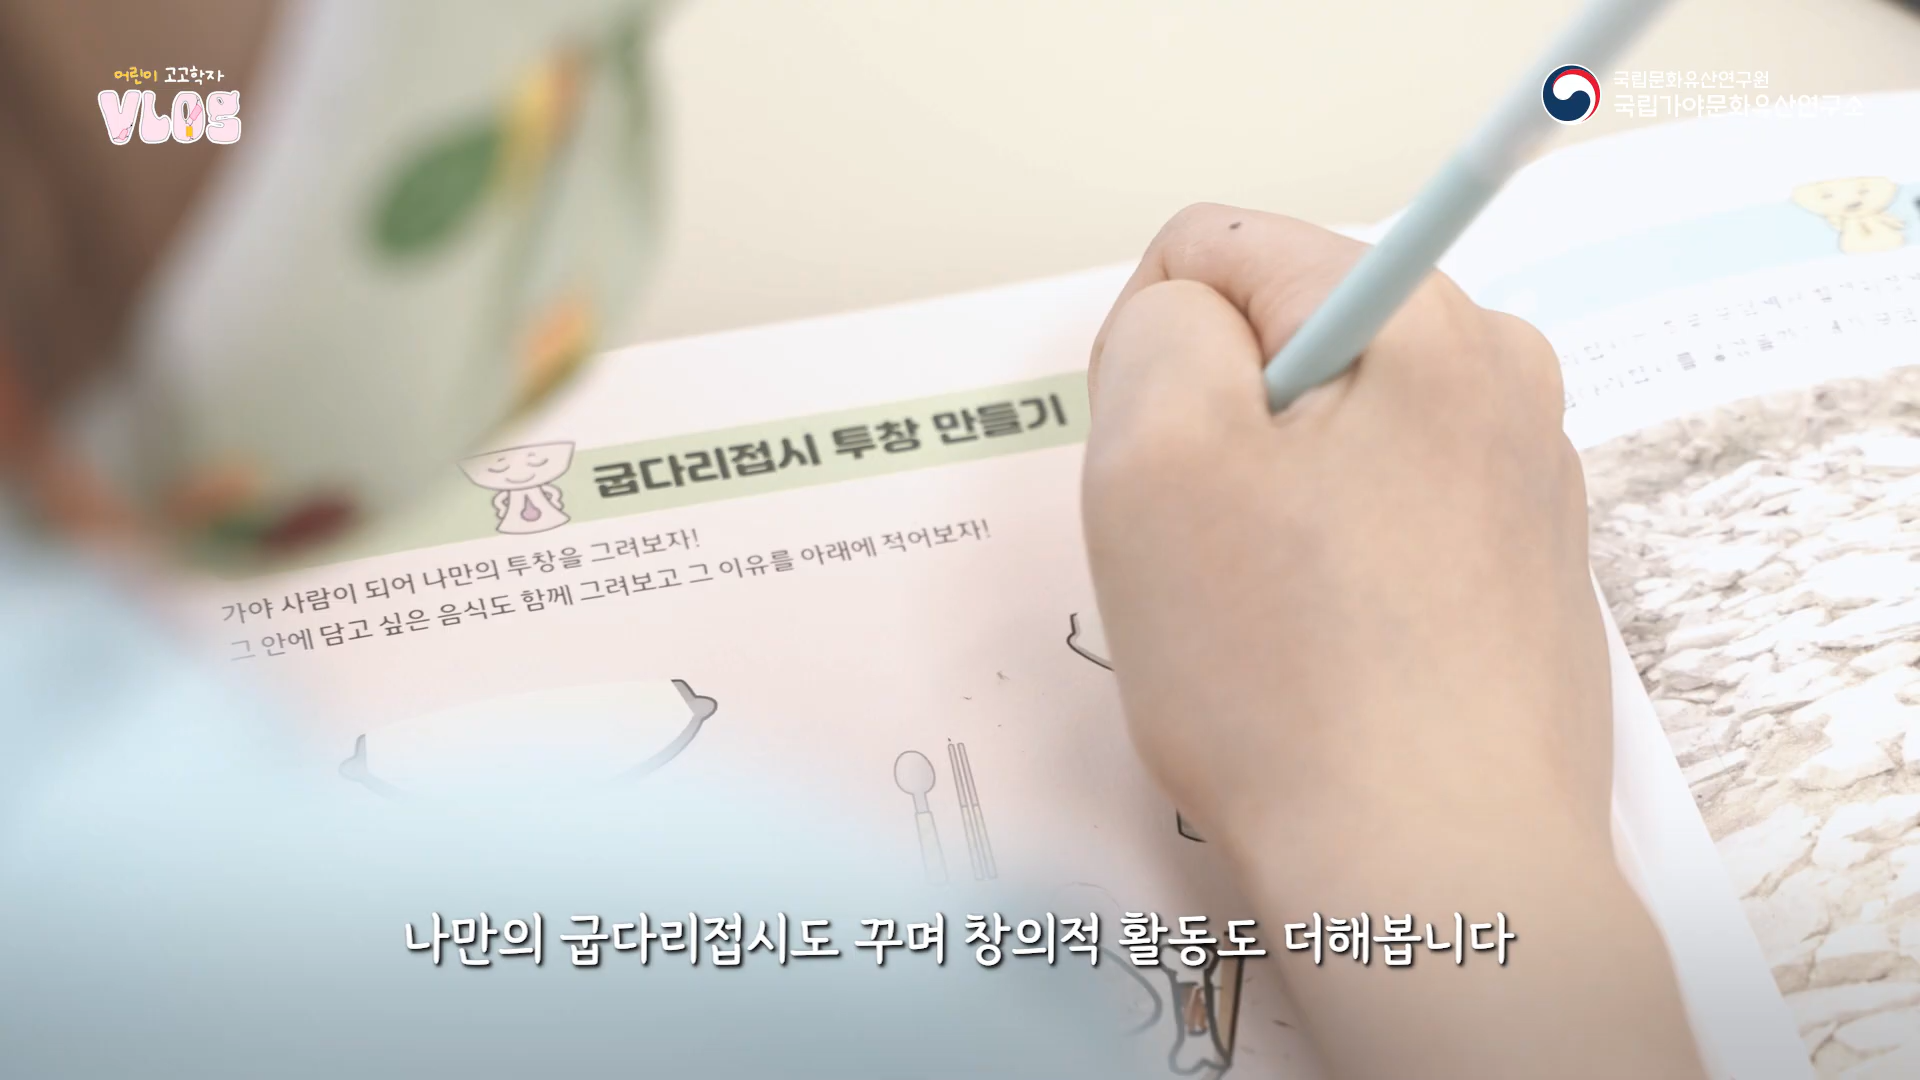 어린이 고고학자
VLOG
국립문화유산연구원
국립가야문화유산연구소
굽다리접시 투창 만들기
가야 사람이 되어 나만의 투창을 그려보자!
그 안에 담고 싶은 음식도 함께 그려보고 그 이유를 아래에 적어보자!
나만의 굽다리접시도 꾸며 창의적 활동도 더해봅니다